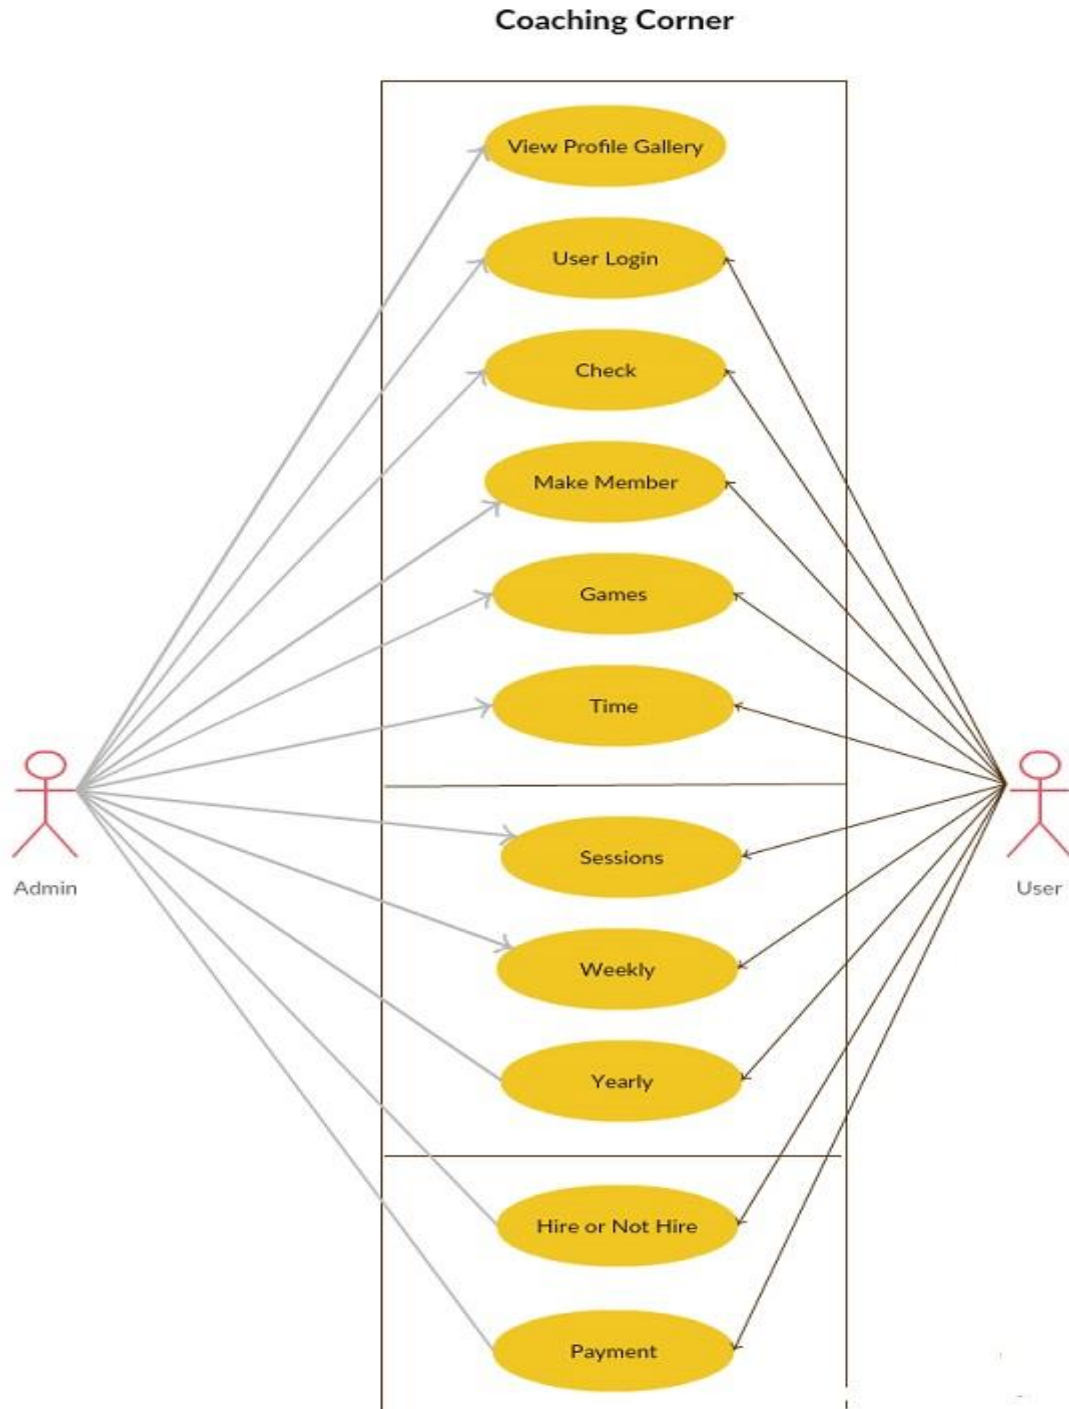 Coaching Corner
View Profile Gallery
User Login
Check
Make Member
Games
Time
Sessions
Admin
User
Weekly
Yearly
Hire or Not Hire
Payment